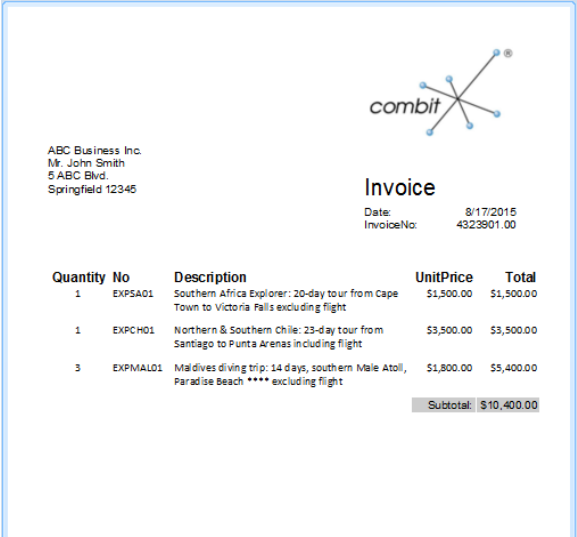 ®
combit
ABC Business Inc.
Mr. John Smith
5 ABC Blvd.
Springfield 12345
Invoice
Date: 8/17/2015
InvoiceNo: 4323901.00
Quantity No Description UnitPrice Total
1 EXPSA01 Southern Africa Explorer: 20-day tour from Cape $1,500.00 $1,500.00
Town to Victoria Falls excluding flight
1 EXPCH01 Northern & Southern Chile: 23-day tour from $3,500.00 $3,500.00
Santiago to Punta Arenas including flight
3 EXPMAL01 Maldives diving trip: 14 days, southern Male Atoll, $1,800.00 $5,400.00
Paradise Beach **** excluding flight
Subtotal: $10,400.00